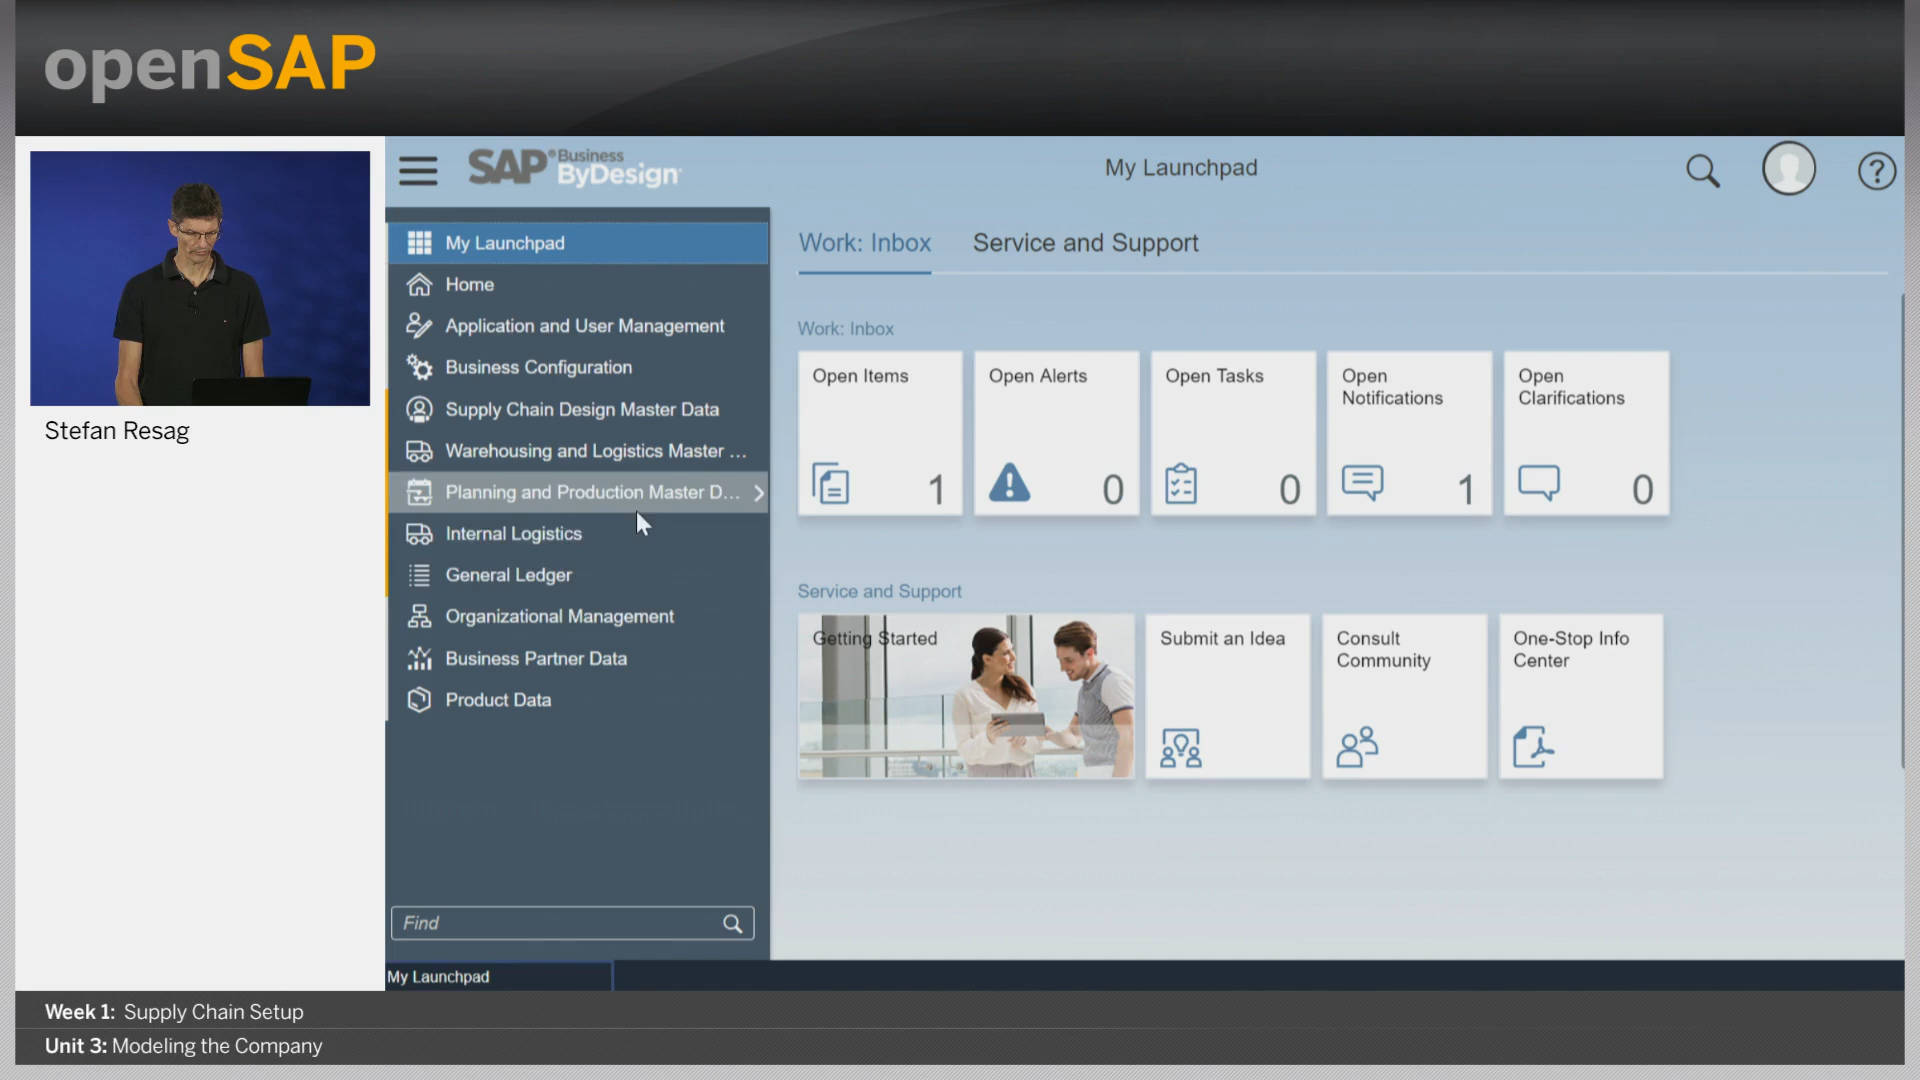 openSAP
SAP Business ByDesign
My Launchpad
Stefan Resag
My Launchpad
Home
Application and User Management
Business Configuration
Supply Chain Design Master Data
Warehousing and Logistics Master ...
Planning and Production Master D...
Internal Logistics
General Ledger
Organizational Management
Business Partner Data
Product Data
Find
My Launchpad
Work: Inbox
Service and Support
Work: Inbox
Open Items
1
Open Alerts
0
Open Tasks
0
Open
Notifications
1
Open
Clarifications
0
Service and Support
Getting Started
Submit an Idea
Consult
Community
One-Stop Info
Center
Week 1: Supply Chain Setup
Unit 3: Modeling the Company